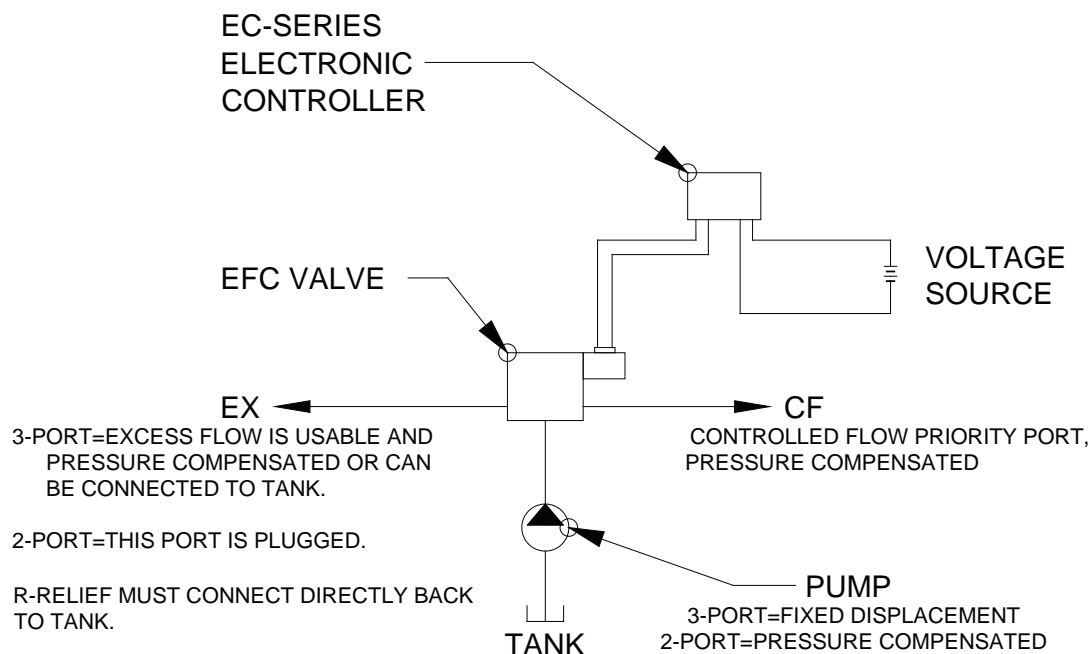 EC-SERIES
ELECTRONIC
CONTROLLER
VOLTAGE
SOURCE
EFC VALVE
EX
3-PORT=EXCESS FLOW IS USABLE AND
PRESSURE COMPENSATED OR CAN
BE CONNECTED TO TANK.
2-PORT=THIS PORT IS PLUGGED.
R-RELIEF MUST CONNECT DIRECTLY BACK
TO TANK.
CF
CONTROLLED FLOW PRIORITY PORT,
PRESSURE COMPENSATED
PUMP
3-PORT=FIXED DISPLACEMENT
2-PORT=PRESSURE COMPENSATED
TANK